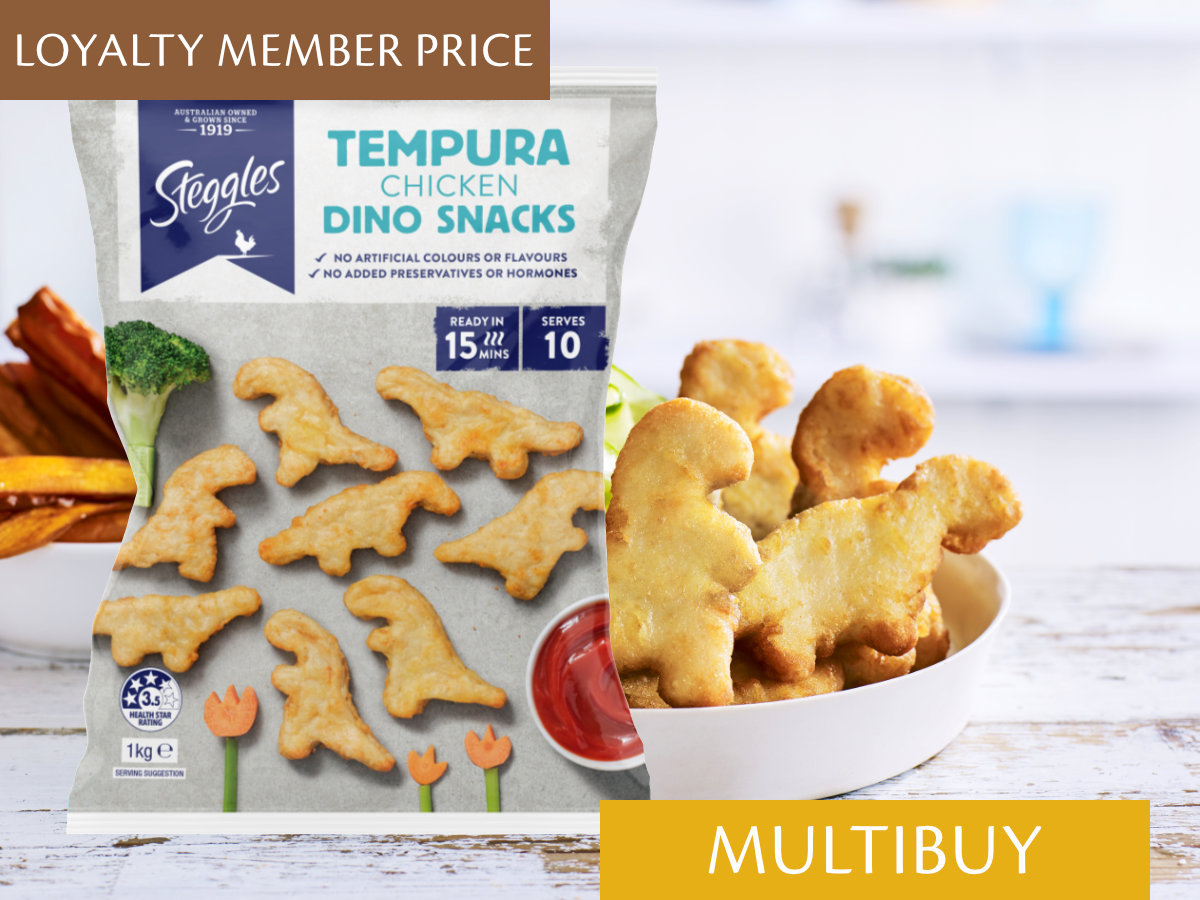 LOYALTY MEMBER PRICE
AUSTRALIAN OWNED
& GROWN SINCE
1919
Steggles
TEMPURA
CHICKEN
DINO SNACKS
✓ NO ARTIFICIAL COLOURS OR FLAVOURS
✓ NO ADDED PRESERVATIVES OR HORMONES
READY IN
15 MINS
SERVES
10
3.5
HEALTH STAR
RATING
1kg e
SERVING SUGGESTION
MULTIBUY